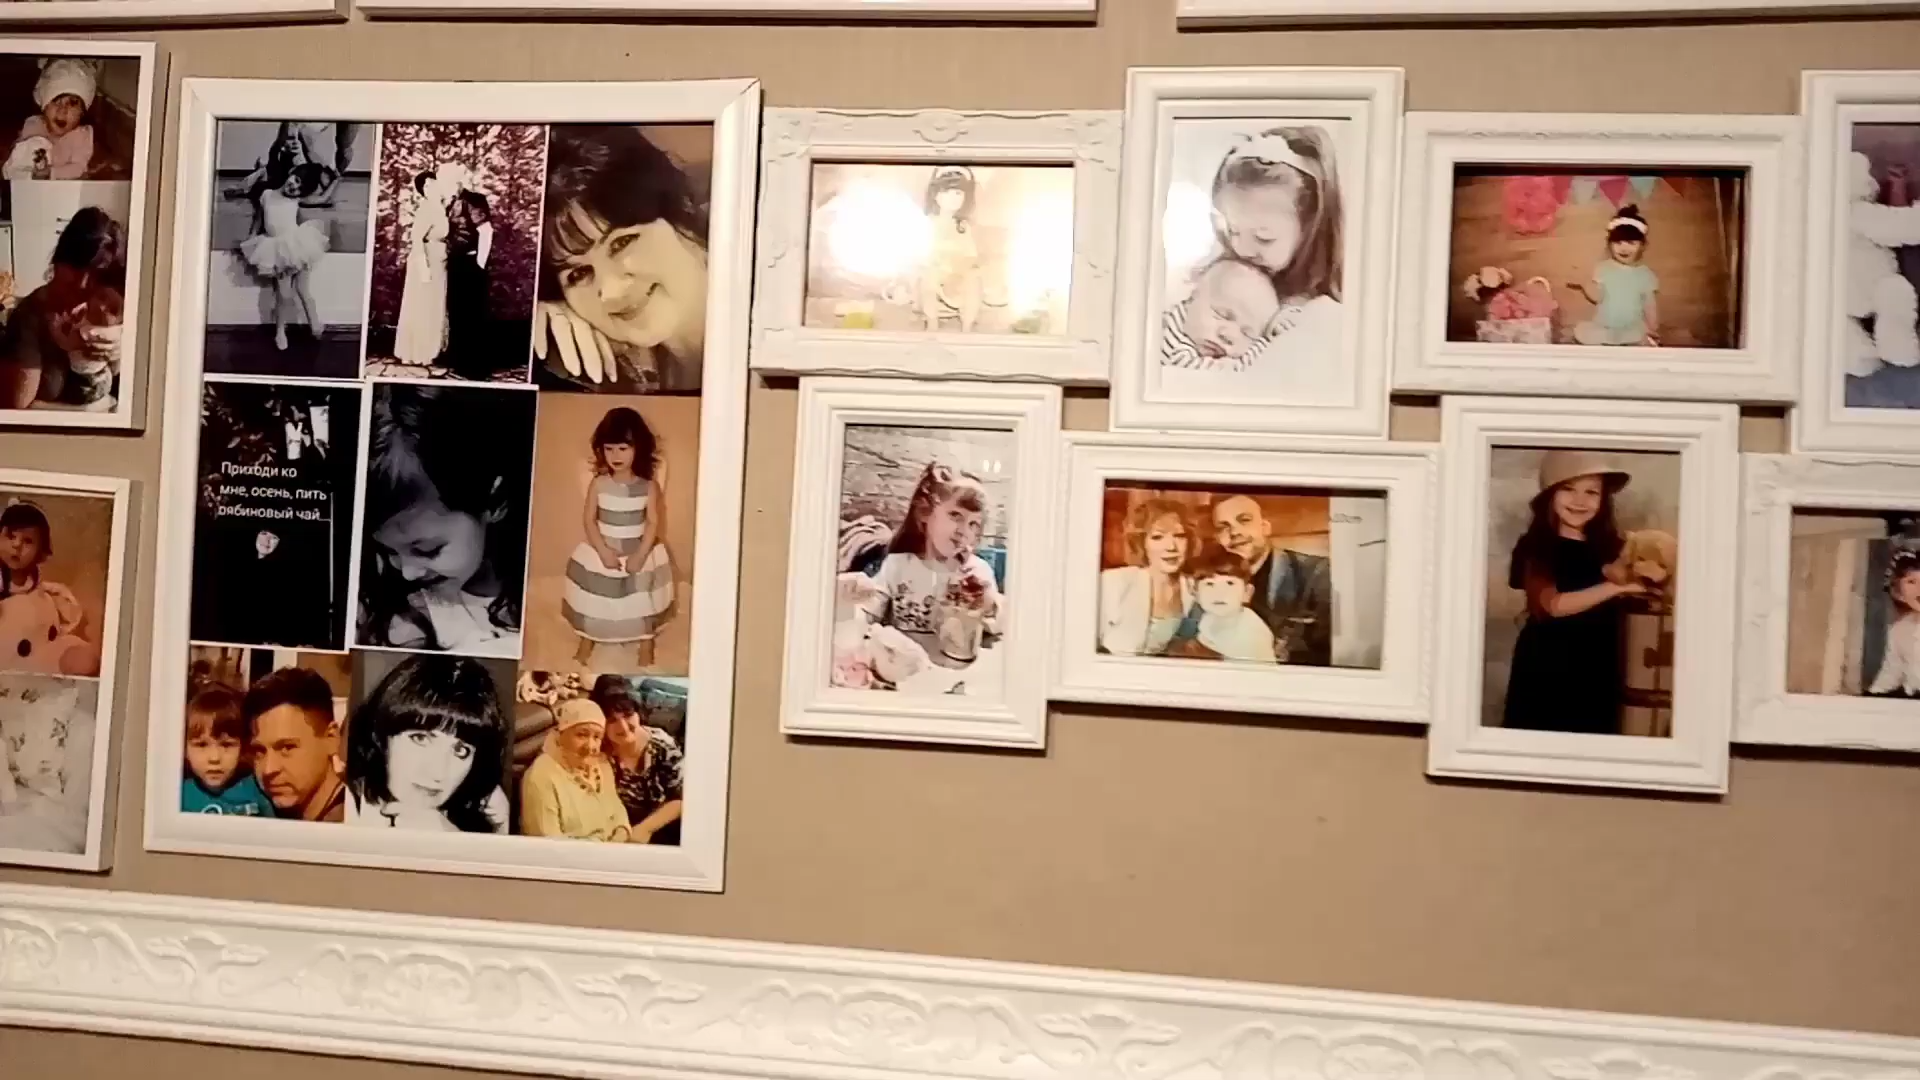 Приходи ко
мне, осень, пить
рябиновый чай